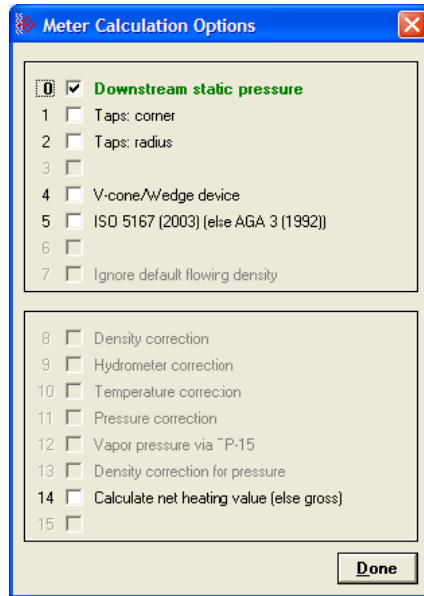 Meter Calculation Options
0 Downstream static pressure
1 Taps: corner
2 Taps: radius
3
4 V-cone/Wedge device
5 ISO 5167 (2003) (else AGA 3 (1992))
6
7 Ignore default flowing density
8 Density correction
9 Hydrometer correction
10 Temperature correction
11 Pressure correction
12 Vapor pressure via TP-15
13 Density correction for pressure
14 Calculate net heating value (else gross)
15
Done